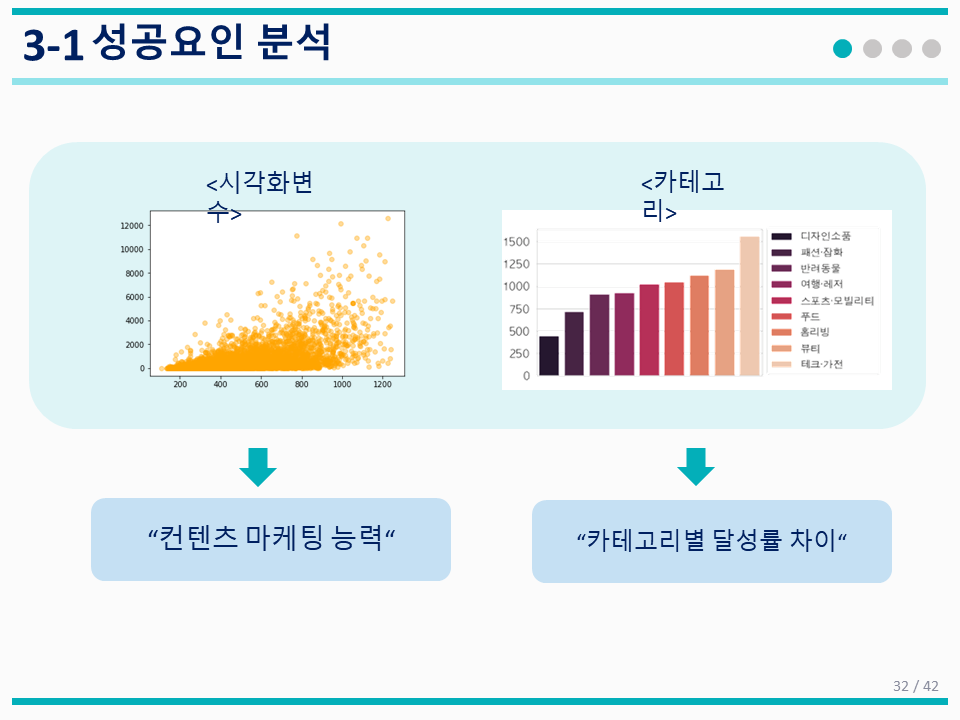 3-1 성공요인 분석
<시각화변
수>
<카테고
리>
12000
10000
8000
6000
4000
2000
0
200 400 600 800 1000 1200
1500
1250
1000
750
500
250
0
디자인소품
패션·잡화
반려동물
여행·레저
스포츠·모빌리티
푸드
홈리빙
뷰티
테크·가전
“컨텐츠 마케팅 능력“
“카테고리별 달성률 차이“
32 / 42